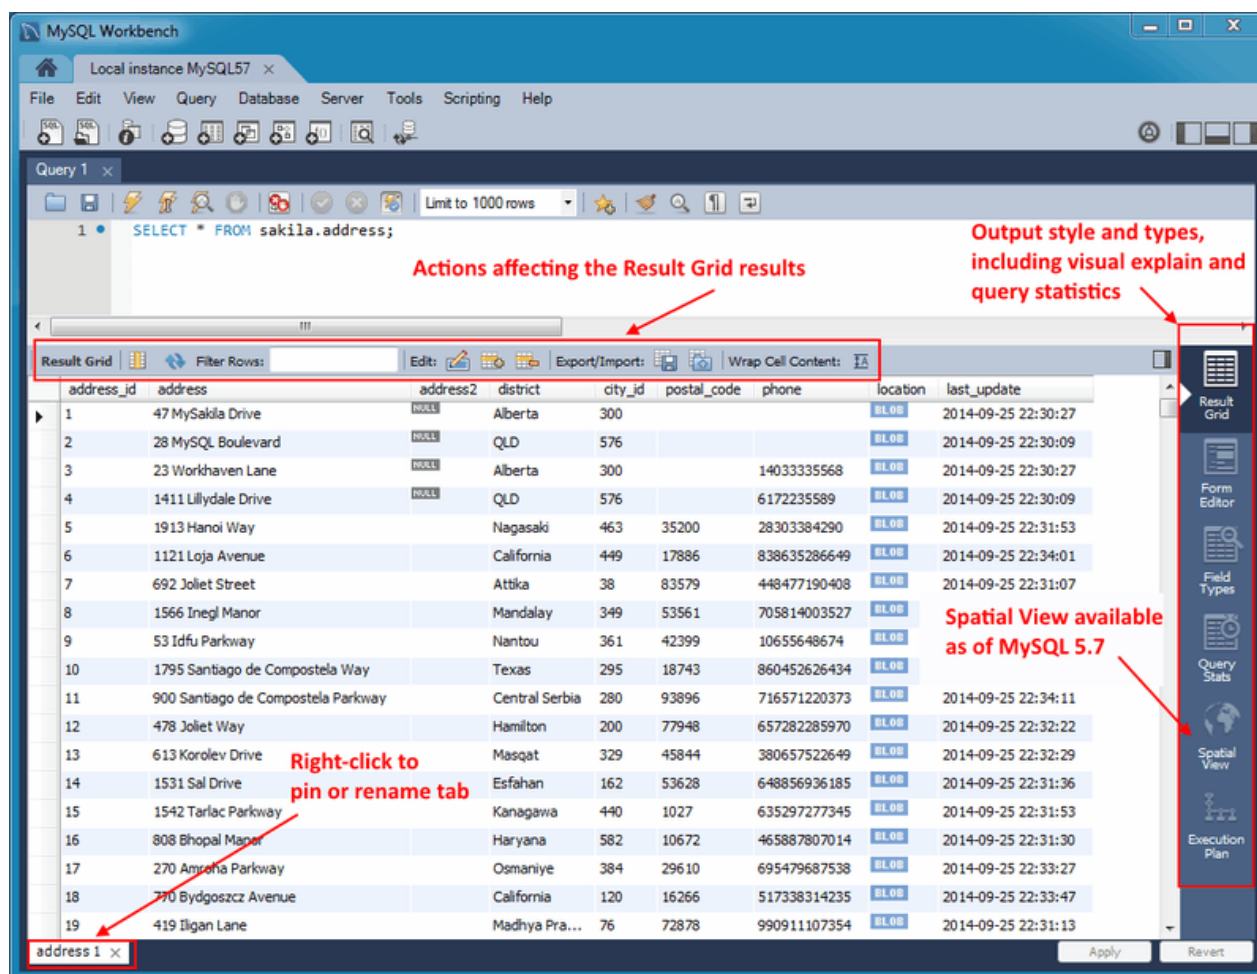 MySQL Workbench
Local instance MySQL57
File Edit View Query Database Server Tools Scripting Help
Query 1
Limit to 1000 rows
1 SELECT * FROM sakila.address;
Actions affecting the Result Grid results
Output style and types,
including visual explain and
query statistics
Result Grid Filter Rows: Edit: Export/Import: Wrap Cell Content:
address_id address address2 district city_id postal_code phone location last_update
1 47 MySakila Drive NULL Alberta 300 BLOB 2014-09-25 22:30:27
2 28 MySQL Boulevard NULL QLD 576 BLOB 2014-09-25 22:30:09
3 23 Workhaven Lane NULL Alberta 300 14033335568 BLOB 2014-09-25 22:30:27
4 1411 Lillydale Drive NULL QLD 576 6172235589 BLOB 2014-09-25 22:30:09
5 1913 Hanoi Way Nagasaki 463 35200 28303384290 BLOB 2014-09-25 22:31:53
6 1121 Loja Avenue California 449 17886 838635286649 BLOB 2014-09-25 22:34:01
7 692 Joliet Street Attika 38 83579 448477190408 BLOB 2014-09-25 22:31:07
8 1566 Inegl Manor Mandalay 349 53561 705814003527 BLOB
9 53 Idfu Parkway Nantou 361 42399 10655648674 BLOB
10 1795 Santiago de Compostela Way Texas 295 18743 860452626434 BLOB
11 900 Santiago de Compostela Parkway Central Serbia 280 93896 716571220373 BLOB 2014-09-25 22:34:11
12 478 Joliet Way Hamilton 200 77948 657282285970 BLOB 2014-09-25 22:32:22
13 613 Korolev Drive Masqat 329 45844 380657522649 BLOB 2014-09-25 22:32:29
14 1531 Sal Drive Esfahan 162 53628 648856936185 BLOB 2014-09-25 22:31:36
15 1542 Tarlac Parkway Kanagawa 440 1027 635297277345 BLOB 2014-09-25 22:31:53
16 808 Bhopal Manor Haryana 582 10672 465887807014 BLOB 2014-09-25 22:31:30
17 270 Amroha Parkway Osmaniye 384 29610 695479687538 BLOB 2014-09-25 22:33:27
18 770 Bydgoszcz Avenue California 120 16266 517338314235 BLOB 2014-09-25 22:33:47
19 419 Iligan Lane Madhya Pra... 76 72878 990911107354 BLOB 2014-09-25 22:31:13
Spatial View available
as of MySQL 5.7
Right-click to
pin or rename tab
Result
Grid
Form
Editor
Field
Types
Query
Stats
Spatial
View
Execution
Plan
address 1
Apply
Revert